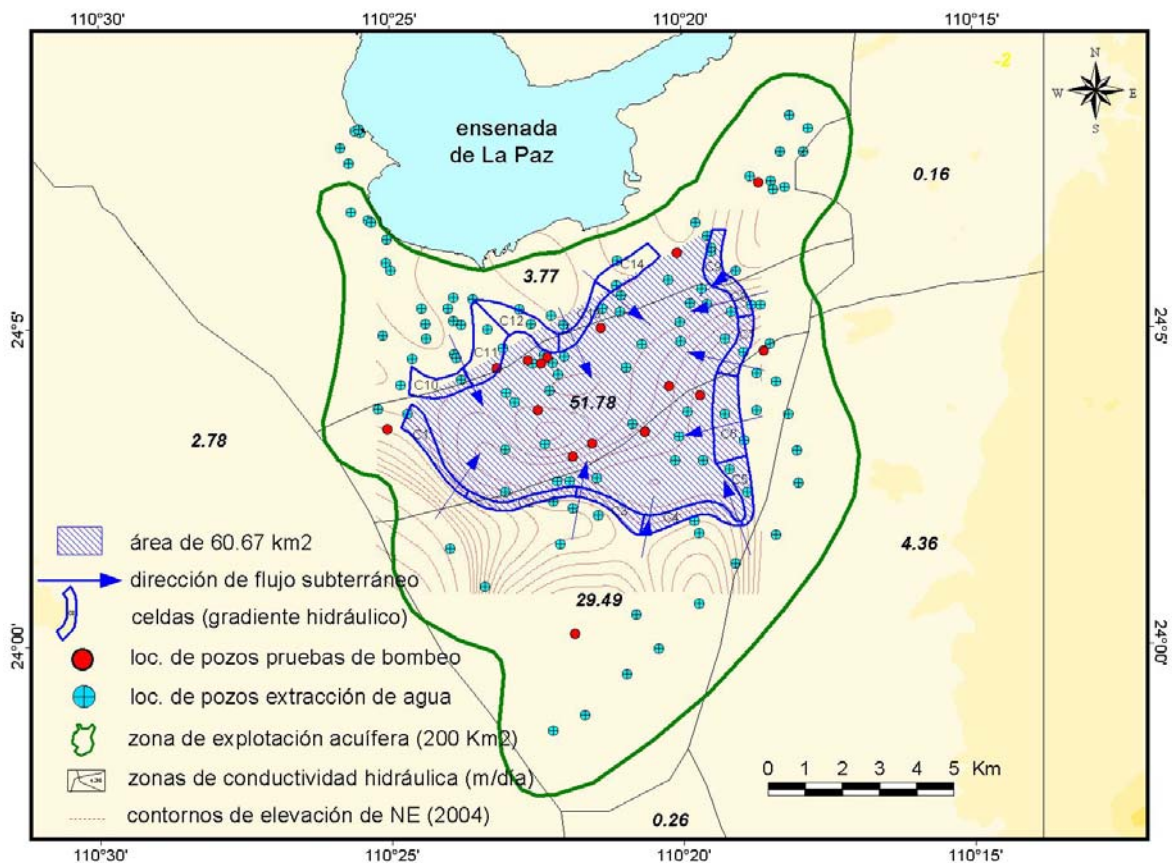 110°30' 110°25' 110°20' 110°15'
-2
N
W E
S
ensenada
de La Paz
0.16
C14
C9
3.77
24°5'
24°5'
C12
C11
C10
51.78
C1
C6
2.78
C5
área de 60.67 km2
4.36
dirección de flujo subterráneo
29.49
celdas (gradiente hidráulico)
24°00'
24°00'
loc. de pozos pruebas de bombeo
loc. de pozos extracción de agua
zona de explotación acuífera (200 Km2)
zonas de conductividad hidráulica (m/día)
0 1 2 3 4 5 Km
contornos de elevación de NE (2004)
0.26
110°30' 110°25' 110°20' 110°15'